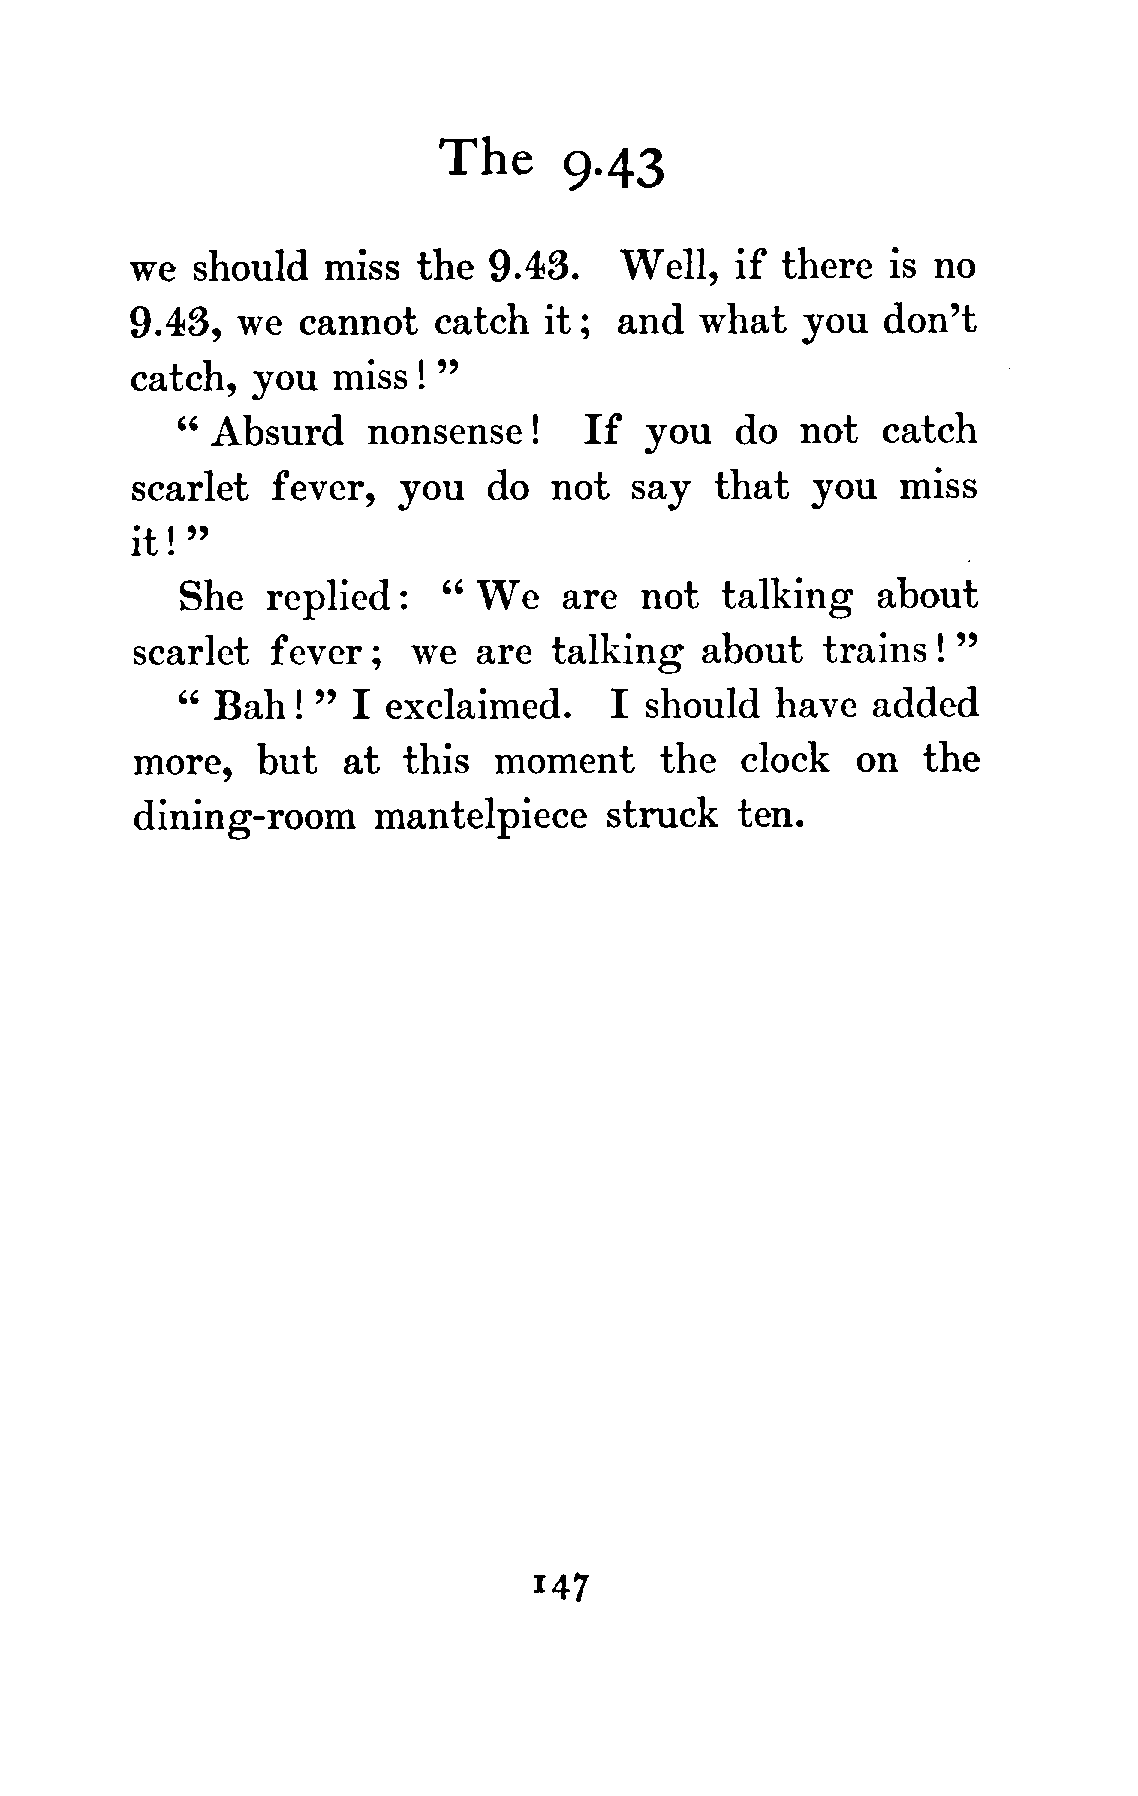 The 9.43
we should miss the 9.43. Well, if there is no
9.43, we cannot catch it; and what you don't
catch, you miss!"
"Absurd nonsense! If you do not catch
scarlet fever, you do not say that you miss
it!"
She replied: "We are not talking about
scarlet fever; we are talking about trains!"
"Bah!" I exclaimed. I should have added
more, but at this moment the clock on the
dining-room mantelpiece struck ten.
147